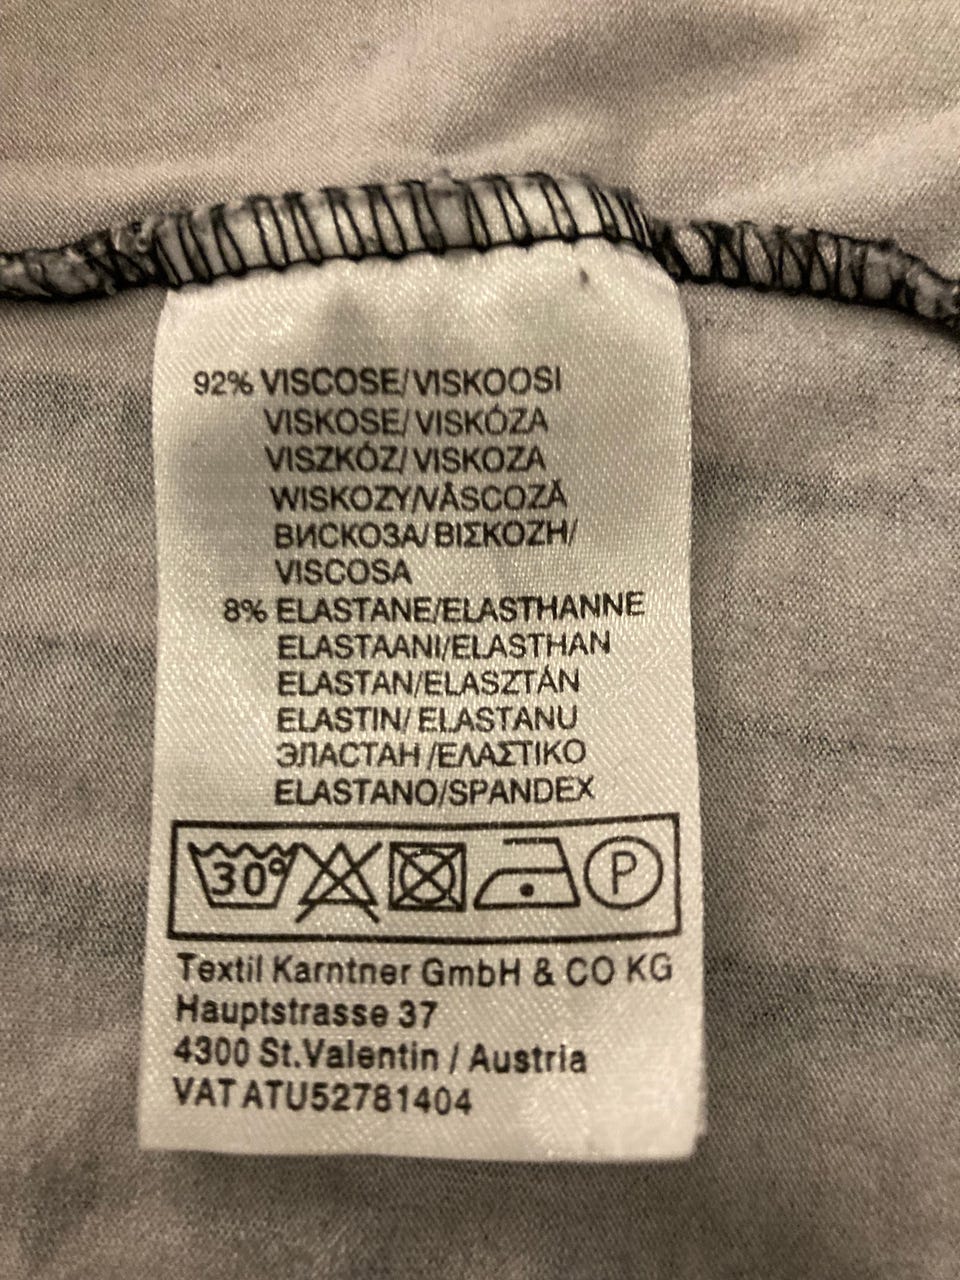 92% VISCOSE/VISKOOSI
VISKOSE/VISKÓZA
VISZKÓZ/VISKOZA
WISKOZY/VÂSCOZĂ
ВИСКОЗА/ΒΙΣΚΟΖΗ/
VISCOSA
8% ELASTANE/ELASTHANNE
ELASTAANI/ELASTHAN
ELASTAN/ELASZTÁN
ELASTIN/ELASTANU
ЭЛАСТАН/ΕΛΑΣΤΙΚΟ
ELASTANO/SPANDEX
30° P
Textil Karntner GmbH & CO KG
Hauptstrasse 37
4300 St.Valentin / Austria
VAT ATU52781404